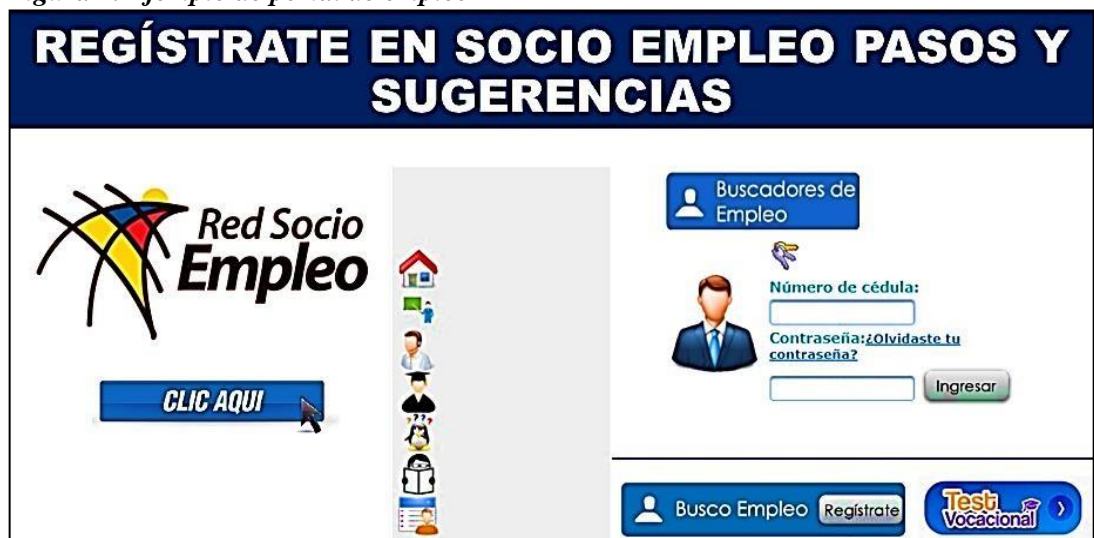 REGÍSTRATE EN SOCIO EMPLEO PASOS Y
SUGERENCIAS
Red Socio
Empleo
CLIC AQUI
Buscadores de
Empleo
Número de cédula:
Contraseña:¿Olvidaste tu
contraseña?
Ingresar
???
Busco Empleo Regístrate
Test
Vocacional